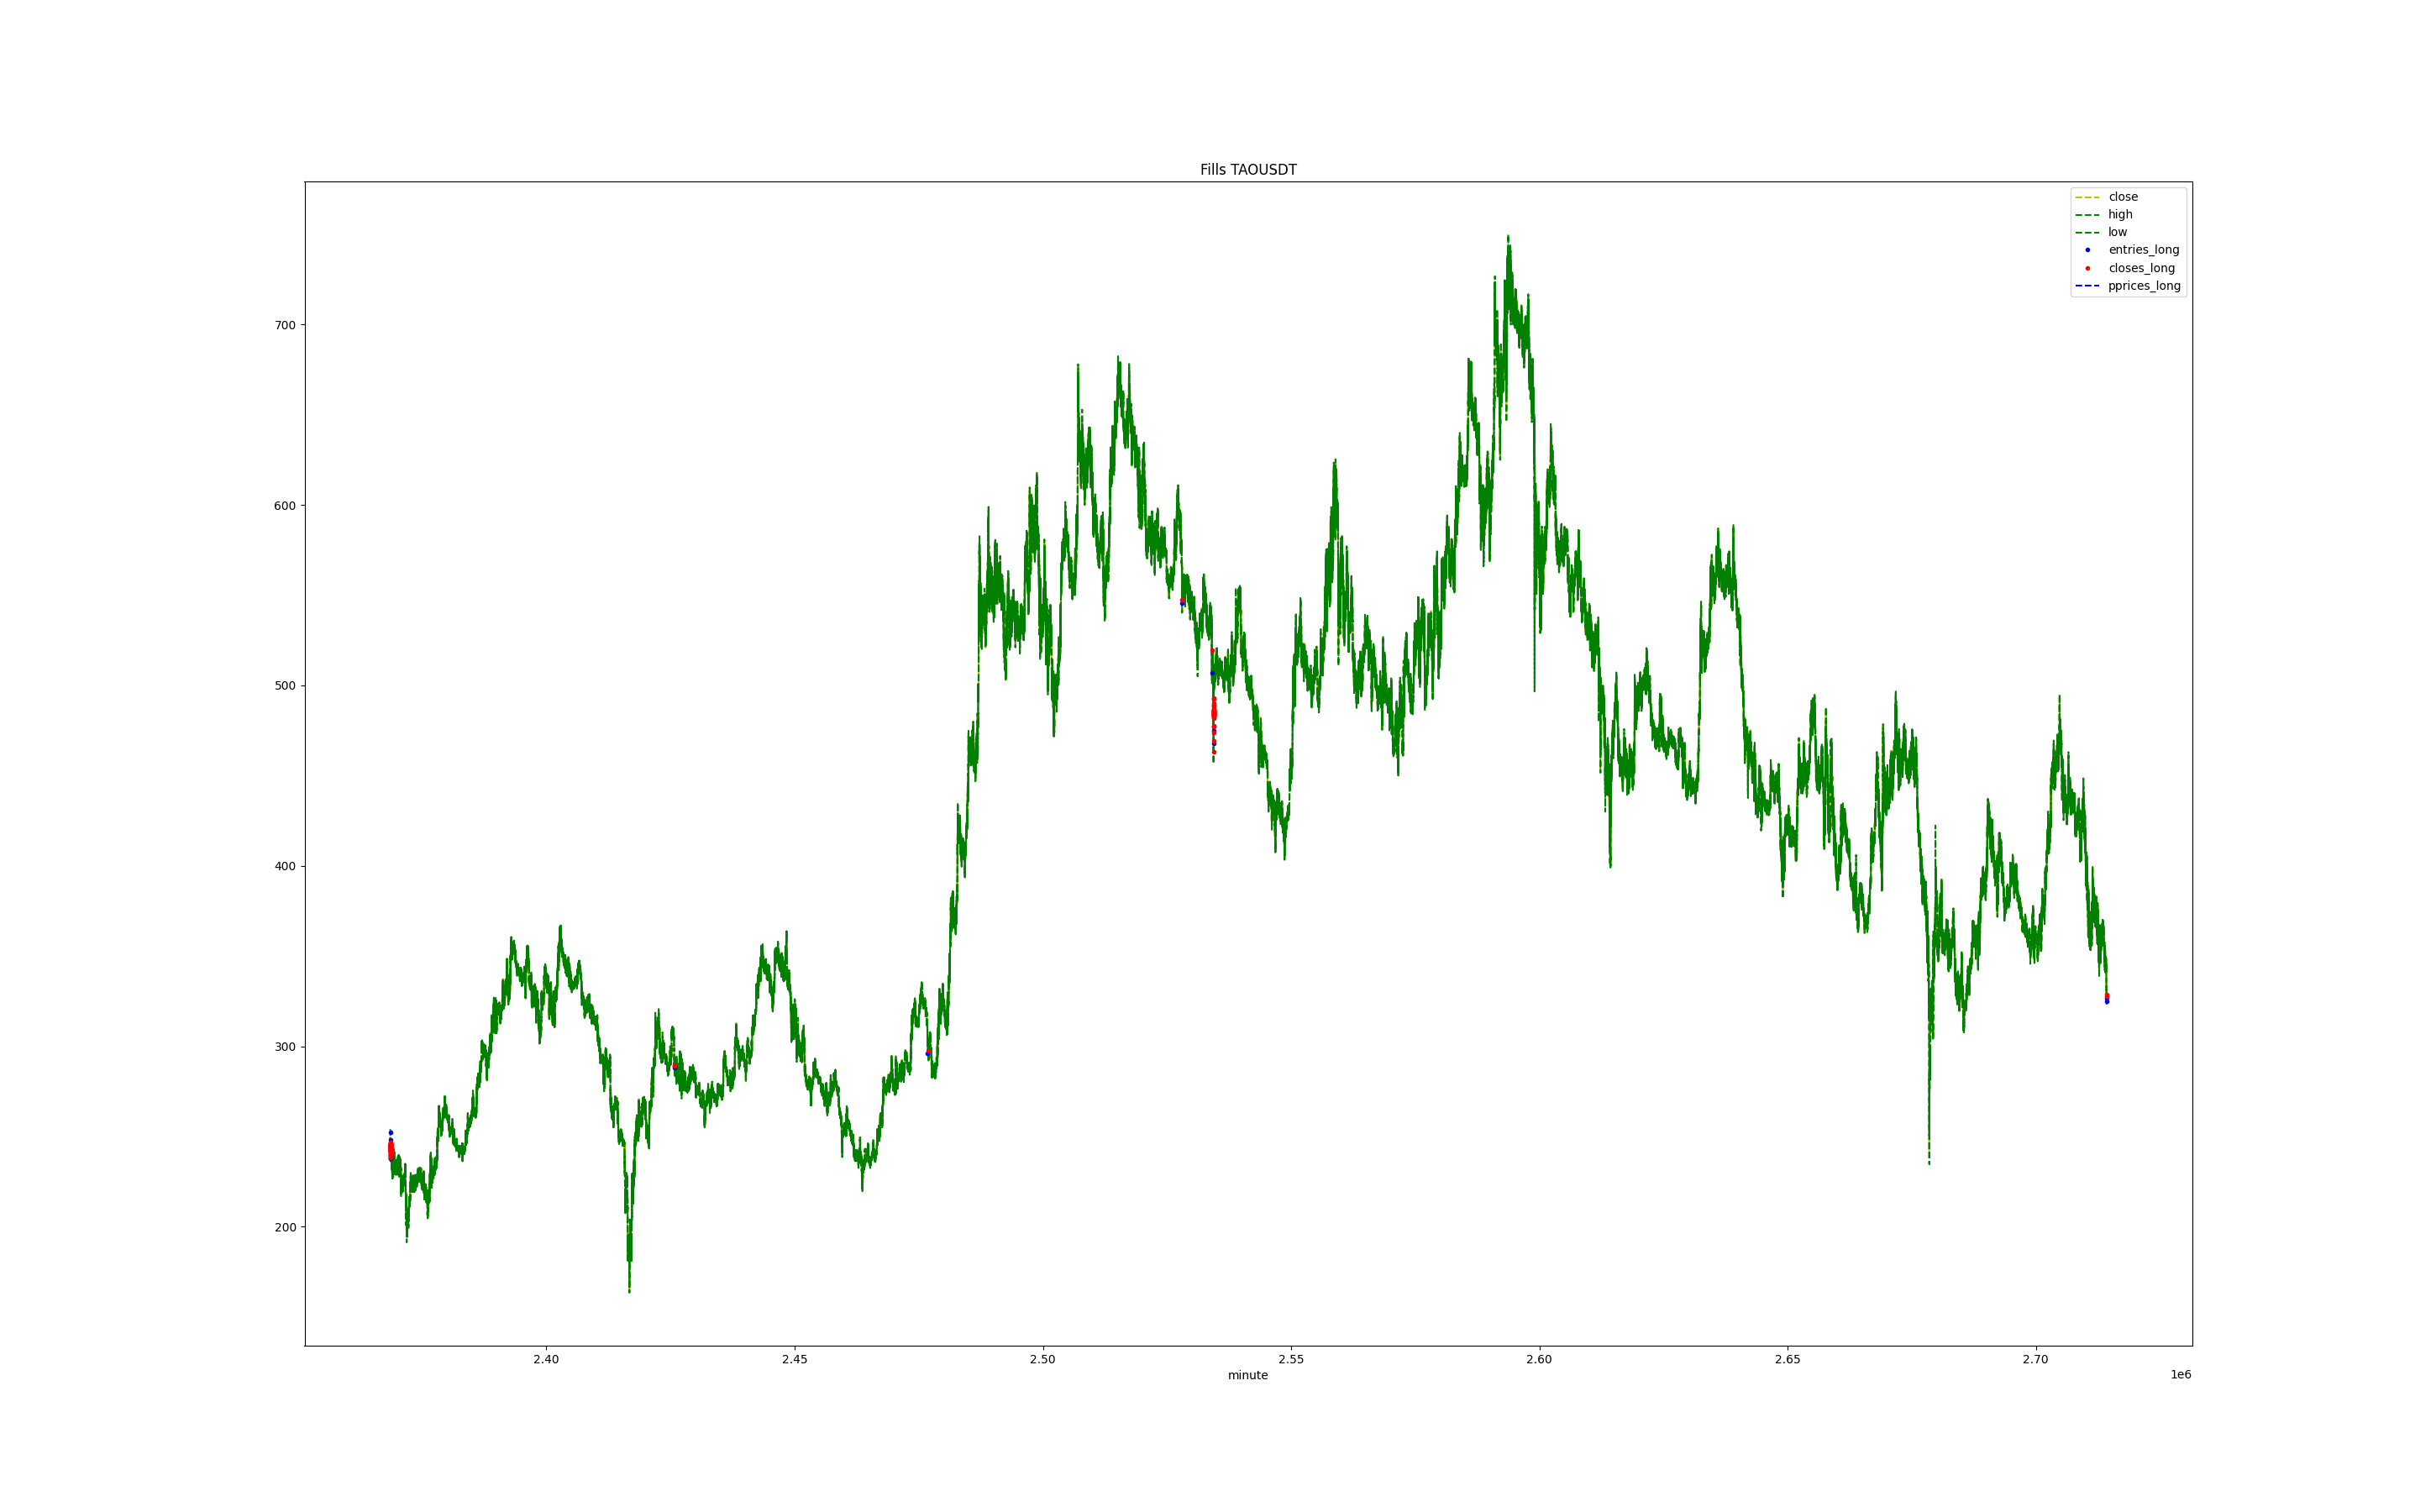 Fills TAOUSDT
close
high
low
entries_long
closes_long
pprices_long
700
600
500
400
300
200
2.40 2.45 2.50 2.55 2.60 2.65 2.70
minute 1e6